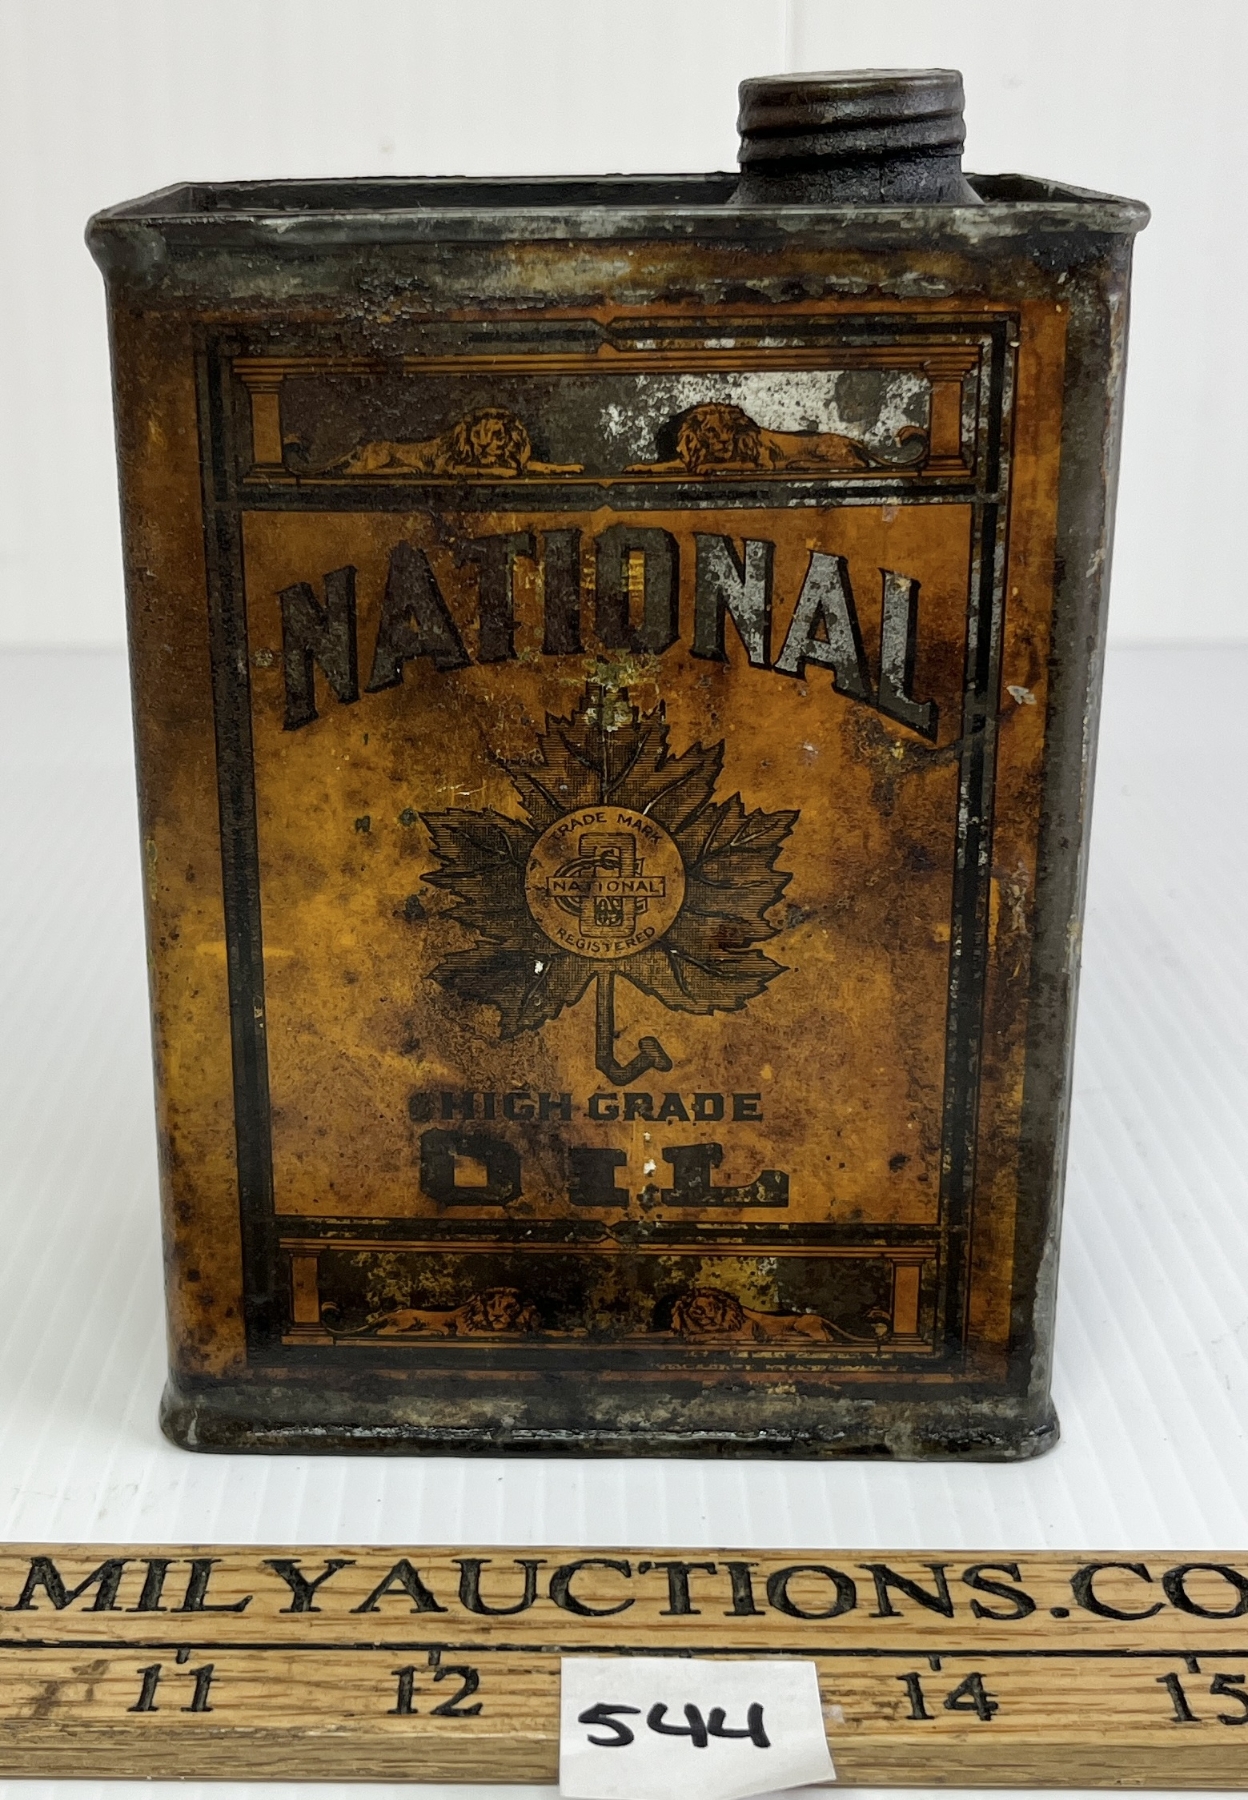 NATIONAL
TRADE MARK
NATIONAL
REGISTERED
HIGH GRADE
OIL
MILYAUCTIONS.CO
11 12 14 15
544